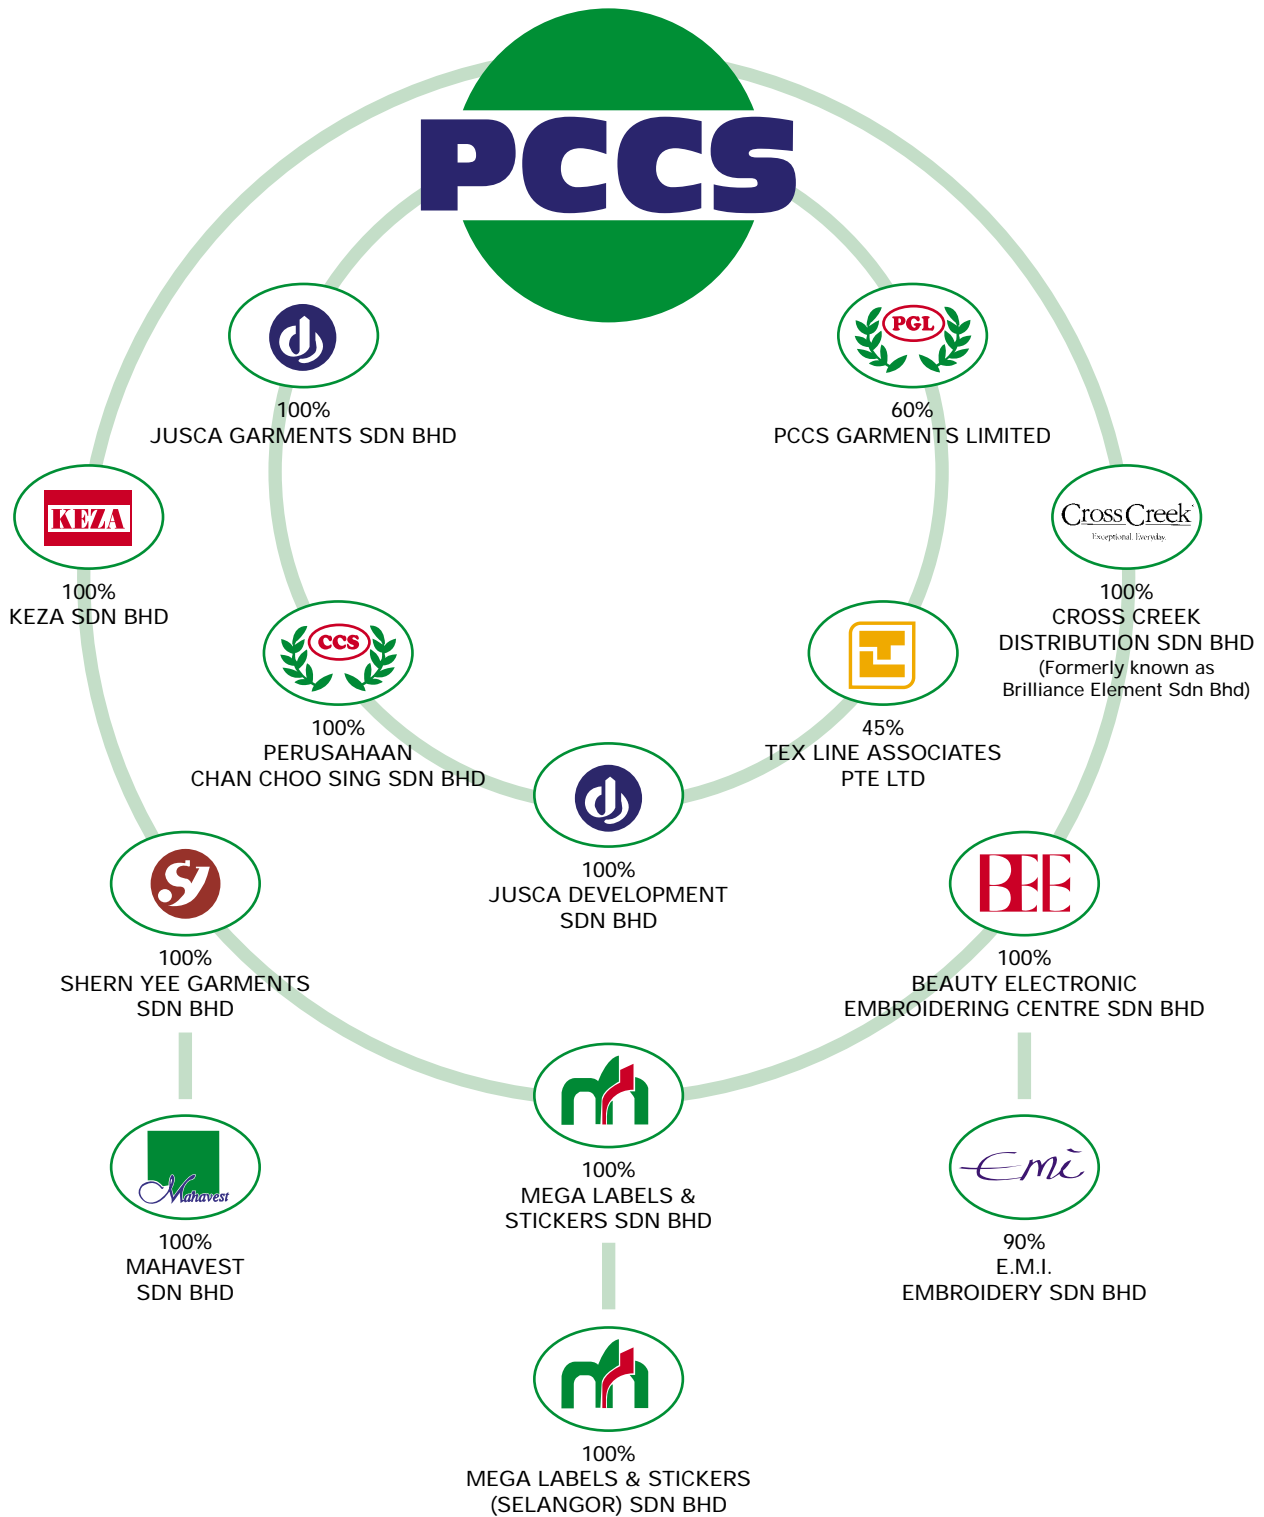 PCCS
PGL
100%
JUSCA GARMENTS SDN BHD
60%
PCCS GARMENTS LIMITED
KEZA
100%
KEZA SDN BHD
Cross Creek
Exceptional. Everyday.
100%
CROSS CREEK
DISTRIBUTION SDN BHD
(Formerly known as
Brilliance Element Sdn Bhd)
CCS
100%
PERUSAHAAN
CHAN CHOO SING SDN BHD
45%
TEX LINE ASSOCIATES
PTE LTD
100%
JUSCA DEVELOPMENT
SDN BHD
SY
100%
SHERN YEE GARMENTS
SDN BHD
BEE
100%
BEAUTY ELECTRONIC
EMBROIDERING CENTRE SDN BHD
100%
MEGA LABELS &
STICKERS SDN BHD
Mahavest
100%
MAHAVEST
SDN BHD
Emi
90%
E.M.I.
EMBROIDERY SDN BHD
100%
MEGA LABELS & STICKERS
(SELANGOR) SDN BHD